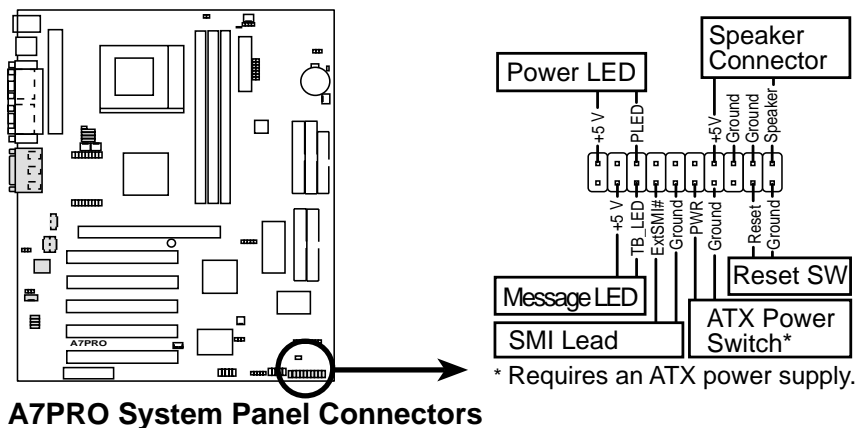 Speaker
Connector
Power LED
+5 V
PLED
+5V
Ground
Ground
Speaker
+5 V
TB_LED
ExtSMI#
Ground
PWR
Ground
Reset
Ground
Reset SW
Message LED
SMI Lead
ATX Power
Switch*
* Requires an ATX power supply.
A7PRO
A7PRO System Panel Connectors